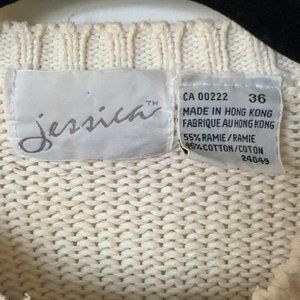 jessica™
CA 00222 36
MADE IN HONG KONG
FABRIQUE AU HONG KONG
55% RAMIE/RAMIE
45% COTTON/COTON
24049